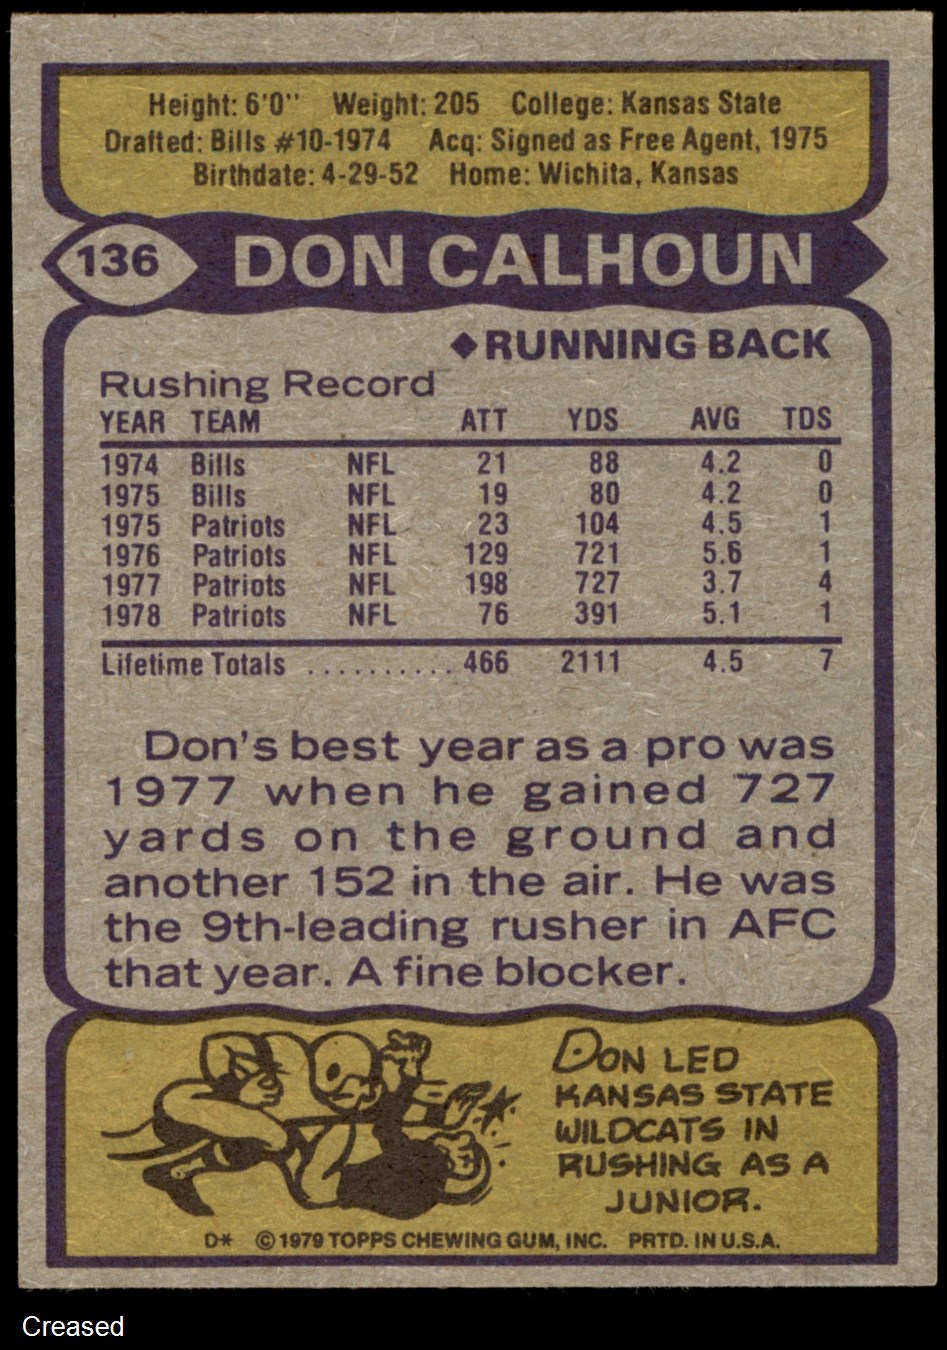 Height: 6'0" Weight: 205 College: Kansas State
Drafted: Bills #10-1974 Acq: Signed as Free Agent, 1975
Birthdate: 4-29-52 Home: Wichita, Kansas
136 DON CALHOUN
◆RUNNING BACK
Rushing Record
YEAR TEAM ATT YDS AVG TDS
1974 Bills NFL 21 88 4.2 0
1975 Bills NFL 19 80 4.2 0
1975 Patriots NFL 23 104 4.5 1
1976 Patriots NFL 129 721 5.6 1
1977 Patriots NFL 198 727 3.7 4
1978 Patriots NFL 76 391 5.1 1
Lifetime Totals .......... 466 2111 4.5 7
Don's best year as a pro was
1977 when he gained 727
yards on the ground and
another 152 in the air. He was
the 9th-leading rusher in AFC
that year. A fine blocker.
DON LED
KANSAS STATE
WILDCATS IN
RUSHING AS A
JUNIOR.
D* © 1979 TOPPS CHEWING GUM, INC. PRTD. IN U.S.A.
Creased